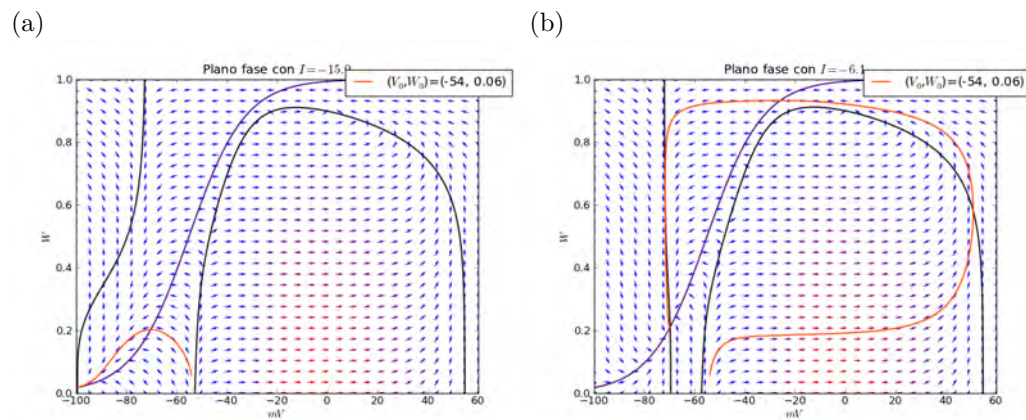 (a)
(b)
Plano fase con I=−15.0
(V₀,W₀)=(-54, 0.06)
1.0
0.8
0.6
0.4
0.2
0.0
W
−100 −80 −60 −40 −20 0 20 40 60
mV
Plano fase con I=−6.1
(V₀,W₀)=(-54, 0.06)
1.0
0.8
0.6
0.4
0.2
0.0
W
−100 −80 −60 −40 −20 0 20 40 60
mV